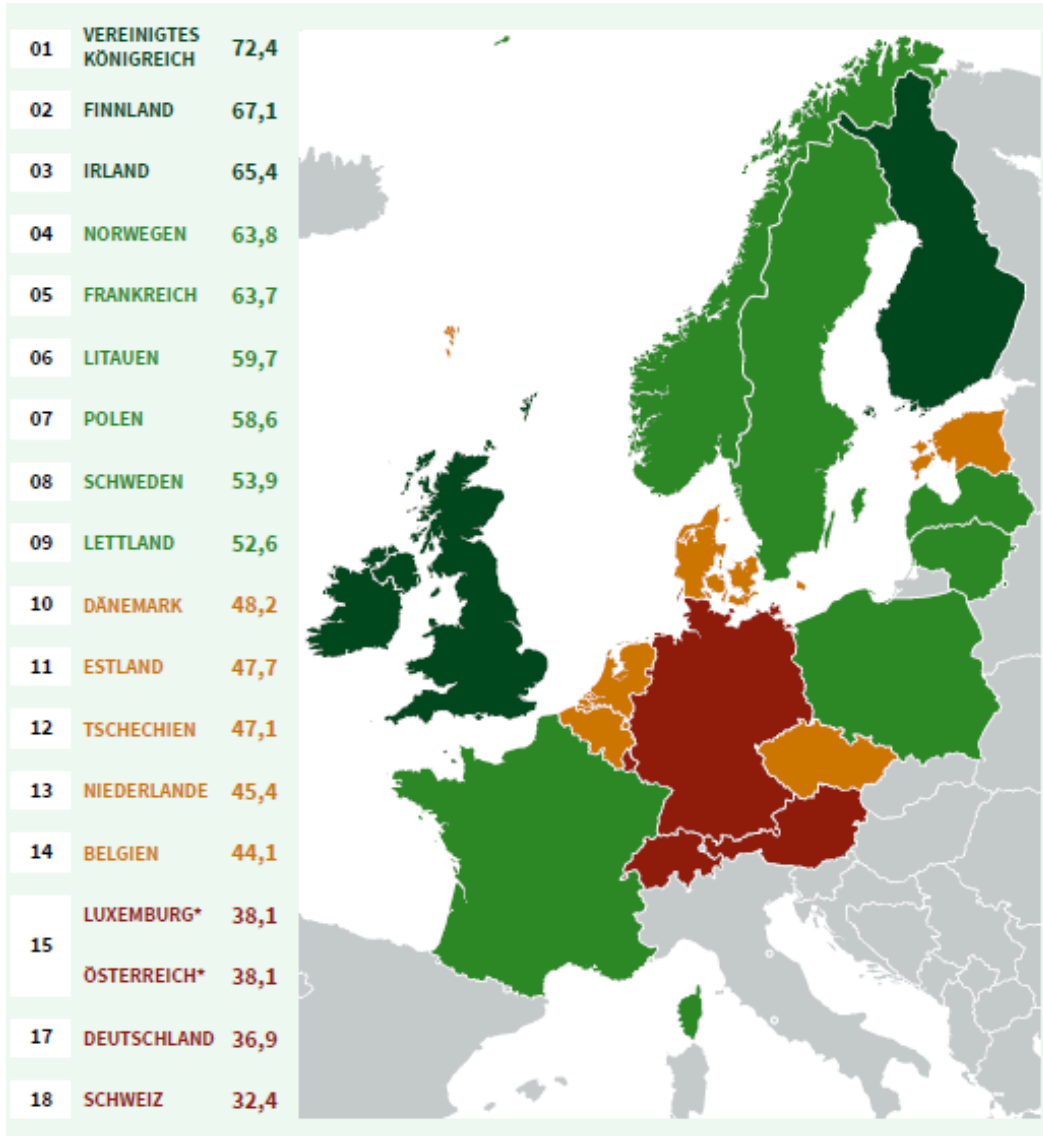 01 VEREINIGTES KÖNIGREICH 72,4
02 FINNLAND 67,1
03 IRLAND 65,4
04 NORWEGEN 63,8
05 FRANKREICH 63,7
06 LITAUEN 59,7
07 POLEN 58,6
08 SCHWEDEN 53,9
09 LETTLAND 52,6
10 DÄNEMARK 48,2
11 ESTLAND 47,7
12 TSCHECHIEN 47,1
13 NIEDERLANDE 45,4
14 BELGIEN 44,1
15 LUXEMBURG* 38,1
ÖSTERREICH* 38,1
17 DEUTSCHLAND 36,9
18 SCHWEIZ 32,4